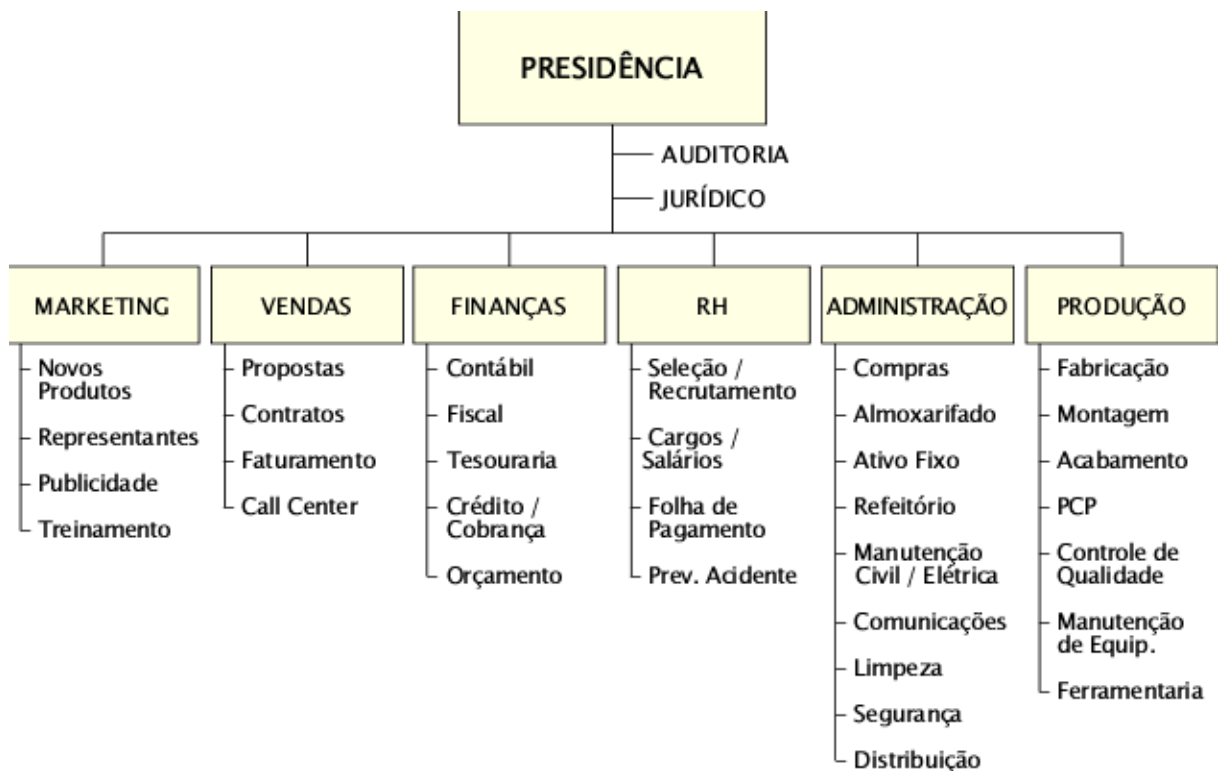 PRESIDÊNCIA
AUDITORIA
JURÍDICO
MARKETING
Novos
Produtos
Representantes
Publicidade
Treinamento
VENDAS
Propostas
Contratos
Faturamento
Call Center
FINANÇAS
Contábil
Fiscal
Tesouraria
Crédito /
Cobrança
Orçamento
RH
Seleção /
Recrutamento
Cargos /
Salários
Folha de
Pagamento
Prev. Acidente
ADMINISTRAÇÃO
Compras
Almoxarifado
Ativo Fixo
Refeitório
Manutenção
Civil / Elétrica
Comunicações
Limpeza
Segurança
Distribuição
PRODUÇÃO
Fabricação
Montagem
Acabamento
PCP
Controle de
Qualidade
Manutenção
de Equip.
Ferramentaria